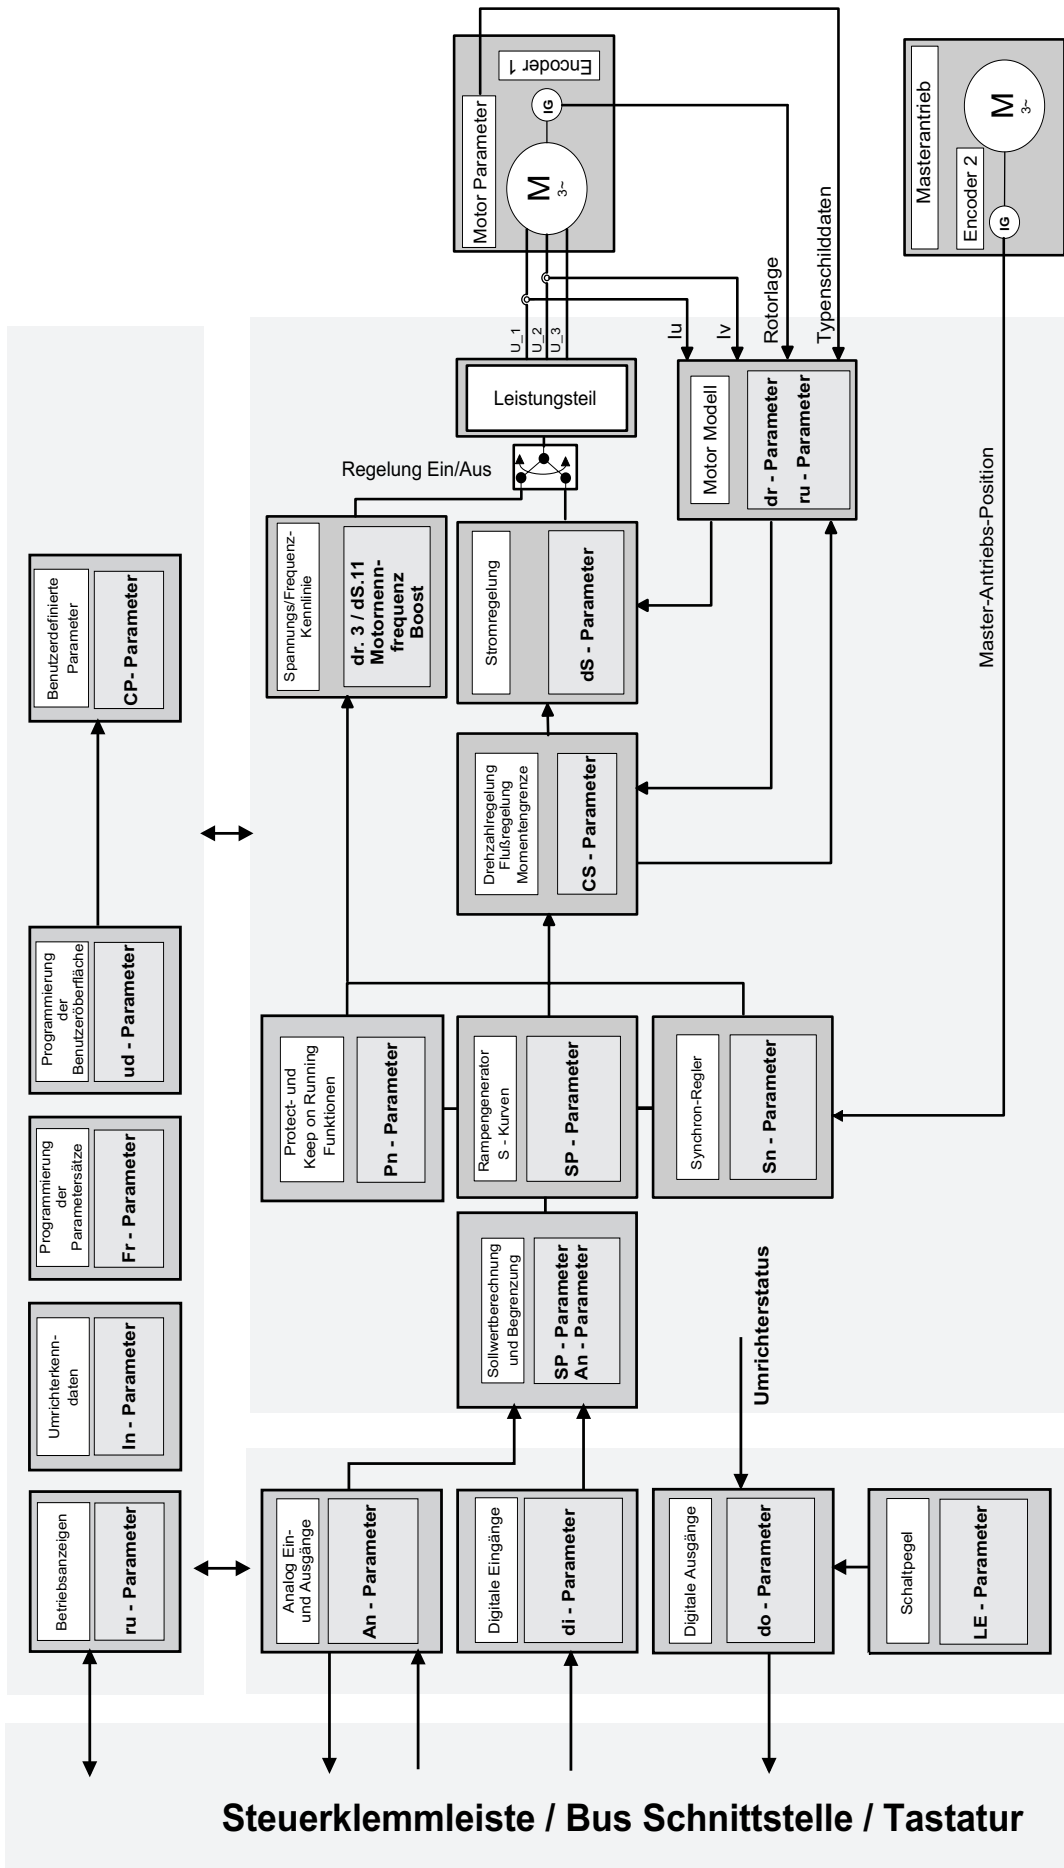 Betriebsanzeigen
ru - Parameter
Umrichterkenn-
daten
In - Parameter
Programmierung
der
Parametersätze
Fr - Parameter
Programmierung
der
Benutzeröberfläche
ud - Parameter
Benutzerdefinierte
Parameter
CP- Parameter
Analog Ein-
und Ausgänge
An - Parameter
Digitale Eingänge
di - Parameter
Digitale Ausgänge
do - Parameter
Schaltpegel
LE - Parameter
Umrichterstatus
Sollwertberechnung
und Begrenzung
SP - Parameter
An - Parameter
Protect- und
Keep on Running
Funktionen
Pn - Parameter
Rampengenerator
S - Kurven
SP - Parameter
Synchron-Regler
Sn - Parameter
Drehzahlregelung
Flußregelung
Momentengrenze
CS - Parameter
Spannungs/Frequenz-
Kennlinie
dr. 3 / dS.11
Motornenn-
frequenz
Boost
Stromregelung
dS - Parameter
Regelung Ein/Aus
Leistungsteil
Motor Modell
dr - Parameter
ru - Parameter
U_1
U_2
U_3
Iu
Iv
Rotorlage
Typenschilddaten
Master-Antriebs-Position
Motor Parameter
Encoder 1
M
3~
IG
Masterantrieb
Encoder 2
M
3~
IG
Steuerklemmleiste / Bus Schnittstelle / Tastatur